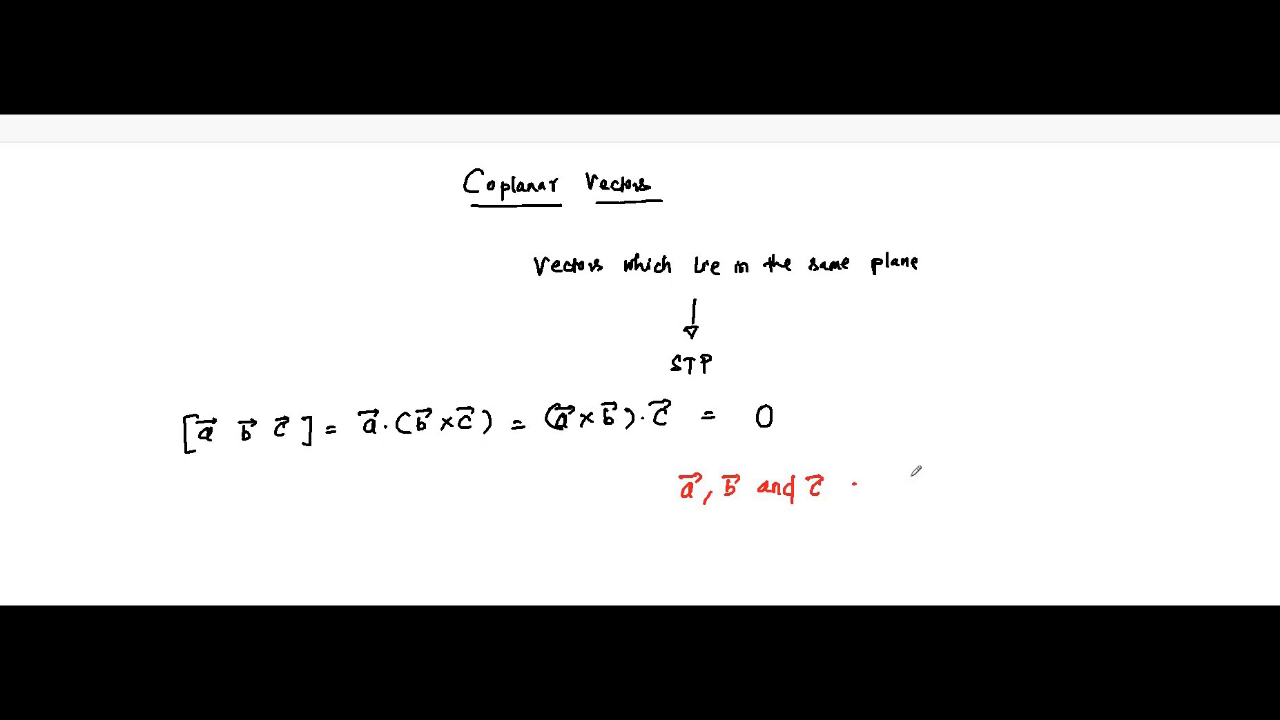 Coplanar Vectors
Vectors which lie in the same plane
STP
[a⃗ b⃗ c⃗] = a⃗.(b⃗×c⃗) = (a⃗×b⃗).c⃗ = 0
a⃗, b⃗ and c⃗